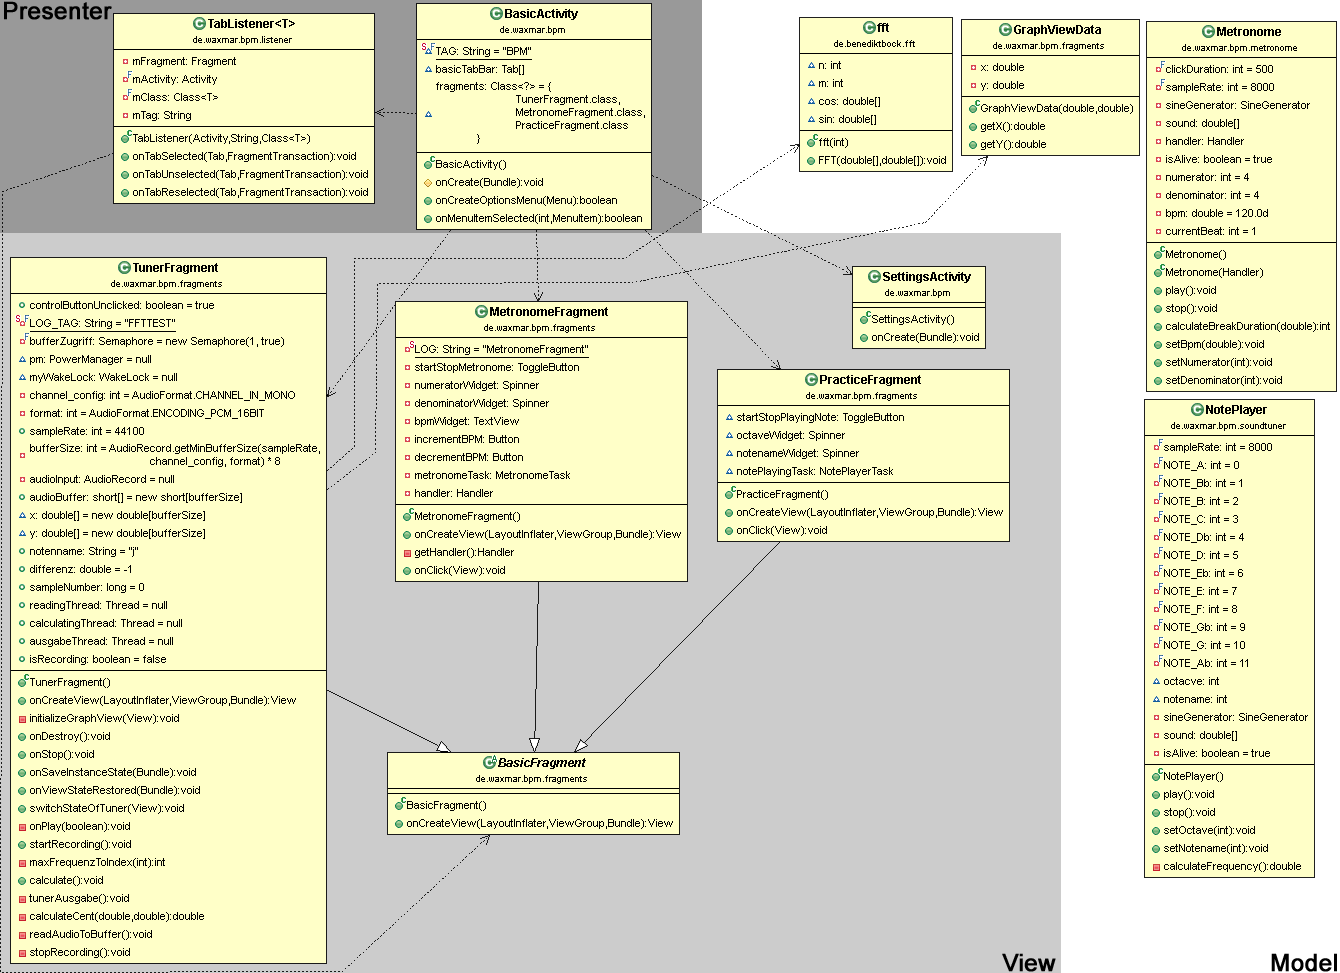 Presenter
TabListener<T>
de.waxmar.bpm.listener
mFragment: Fragment
mActivity: Activity
mClass: Class<T>
mTag: String
TabListener(Activity,String,Class<T>)
onTabSelected(Tab,FragmentTransaction):void
onTabUnselected(Tab,FragmentTransaction):void
onTabReselected(Tab,FragmentTransaction):void
BasicActivity
de.waxmar.bpm
TAG: String = "BPM"
basicTabBar: Tab[]
fragments: Class<?> = {
TunerFragment.class,
MetronomeFragment.class,
PracticeFragment.class
}
BasicActivity()
onCreate(Bundle):void
onCreateOptionsMenu(Menu):boolean
onMenuItemSelected(int,MenuItem):boolean
fft
de.benediktbock.fft
n: int
m: int
cos: double[]
sin: double[]
fft(int)
FFT(double[],double[]):void
GraphViewData
de.waxmar.bpm.fragments
x: double
y: double
GraphViewData(double,double)
getX():double
getY():double
Metronome
de.waxmar.bpm.metronome
clickDuration: int = 500
sampleRate: int = 8000
sineGenerator: SineGenerator
sound: double[]
handler: Handler
isAlive: boolean = true
numerator: int = 4
denominator: int = 4
bpm: double = 120.0d
currentBeat: int = 1
Metronome()
Metronome(Handler)
play():void
stop():void
calculateBreakDuration(double):int
setBpm(double):void
setNumerator(int):void
setDenominator(int):void
TunerFragment
de.waxmar.bpm.fragments
controlButtonUnclicked: boolean = true
LOG_TAG: String = "FFTTEST"
bufferZugriff: Semaphore = new Semaphore(1, true)
pm: PowerManager = null
myWakeLock: WakeLock = null
channel_config: int = AudioFormat.CHANNEL_IN_MONO
format: int = AudioFormat.ENCODING_PCM_16BIT
sampleRate: int = 44100
bufferSize: int = AudioRecord.getMinBufferSize(sampleRate,
channel_config, format) * 8
audioInput: AudioRecord = null
audioBuffer: short[] = new short[bufferSize]
x: double[] = new double[bufferSize]
y: double[] = new double[bufferSize]
notenname: String = "j"
differenz: double = -1
sampleNumber: long = 0
readingThread: Thread = null
calculatingThread: Thread = null
ausgabeThread: Thread = null
isRecording: boolean = false
TunerFragment()
onCreateView(LayoutInflater,ViewGroup,Bundle):View
initializeGraphView(View):void
onDestroy():void
onStop():void
onSaveInstanceState(Bundle):void
onViewStateRestored(Bundle):void
switchStateOfTuner(View):void
onPlay(boolean):void
startRecording():void
maxFrequenzToIndex(int):int
calculate():void
tunerAusgabe():void
calculateCent(double,double):double
readAudioToBuffer():void
stopRecording():void
MetronomeFragment
de.waxmar.bpm.fragments
LOG: String = "MetronomeFragment"
startStopMetronome: ToggleButton
numeratorWidget: Spinner
denominatorWidget: Spinner
bpmWidget: TextView
incrementBPM: Button
decrementBPM: Button
metronomeTask: MetronomeTask
handler: Handler
MetronomeFragment()
onCreateView(LayoutInflater,ViewGroup,Bundle):View
getHandler():Handler
onClick(View):void
SettingsActivity
de.waxmar.bpm
SettingsActivity()
onCreate(Bundle):void
PracticeFragment
de.waxmar.bpm.fragments
startStopPlayingNote: ToggleButton
octaveWidget: Spinner
notenameWidget: Spinner
notePlayingTask: NotePlayerTask
PracticeFragment()
onCreateView(LayoutInflater,ViewGroup,Bundle):View
onClick(View):void
NotePlayer
de.waxmar.bpm.soundtuner
sampleRate: int = 8000
NOTE_A: int = 0
NOTE_Bb: int = 1
NOTE_B: int = 2
NOTE_C: int = 3
NOTE_Db: int = 4
NOTE_D: int = 5
NOTE_Eb: int = 6
NOTE_E: int = 7
NOTE_F: int = 8
NOTE_Gb: int = 9
NOTE_G: int = 10
NOTE_Ab: int = 11
octacve: int
notename: int
sineGenerator: SineGenerator
sound: double[]
isAlive: boolean = true
NotePlayer()
play():void
stop():void
setOctave(int):void
setNotename(int):void
calculateFrequency():double
BasicFragment
de.waxmar.bpm.fragments
BasicFragment()
onCreateView(LayoutInflater,ViewGroup,Bundle):View
View
Model